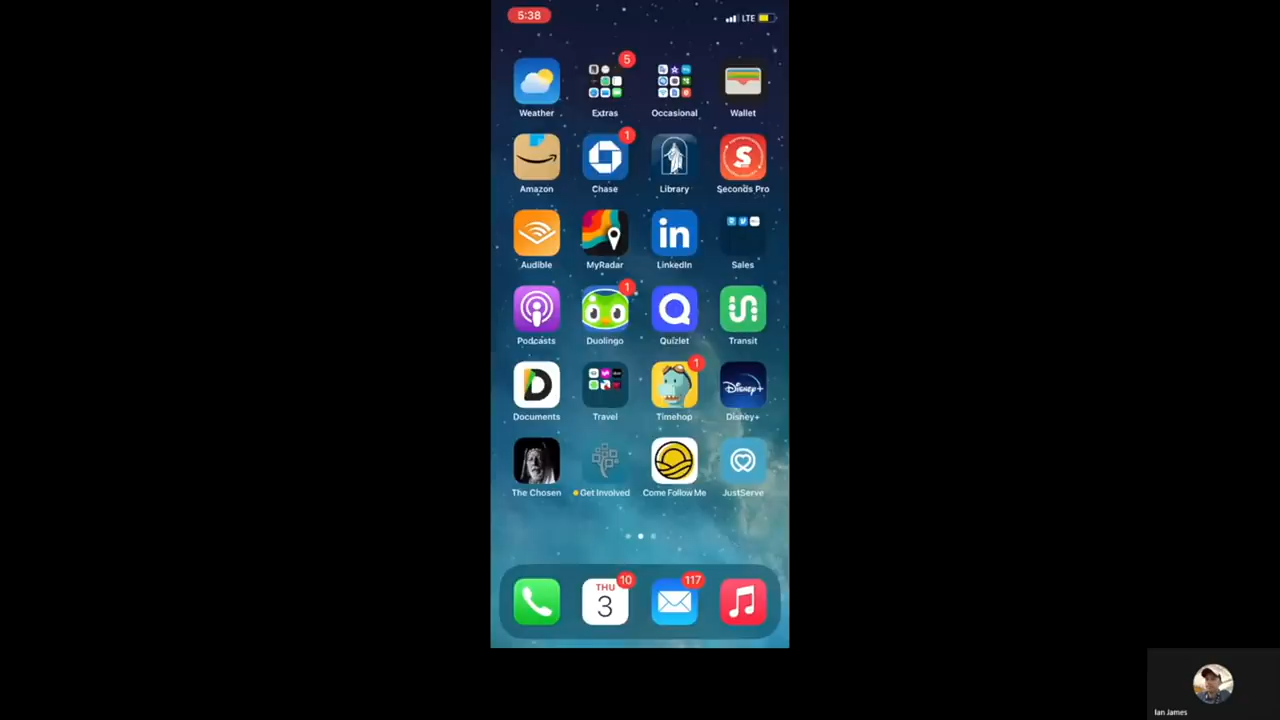 5:38
LTE
5
Weather
Extras
Occasional
Wallet
1
Amazon
Chase
Library
S
Seconds Pro
in
Audible
MyRadar
LinkedIn
Sales
1
Podcasts
Duolingo
Quizlet
Transit
1
D
Disney+
Documents
Travel
Timehop
Disney+
The Chosen
Get Involved
Come Follow Me
JustServe
THU
10
117
3
Ian James